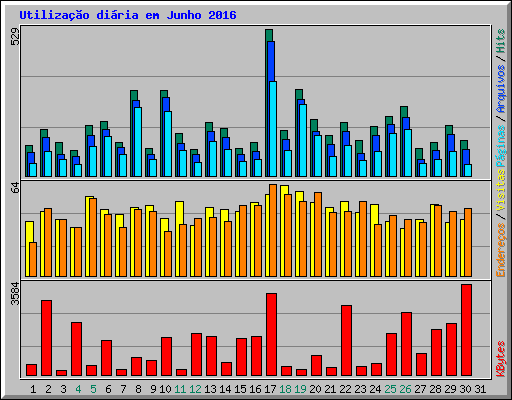 Utilização diária em Junho 2016
529
64
3584
Endereços / Visitas Páginas / Arquivos / Hits
KBytes
1 2 3 4 5 6 7 8 9 10 11 12 13 14 15 16 17 18 19 20 21 22 23 24 25 26 27 28 29 30 31